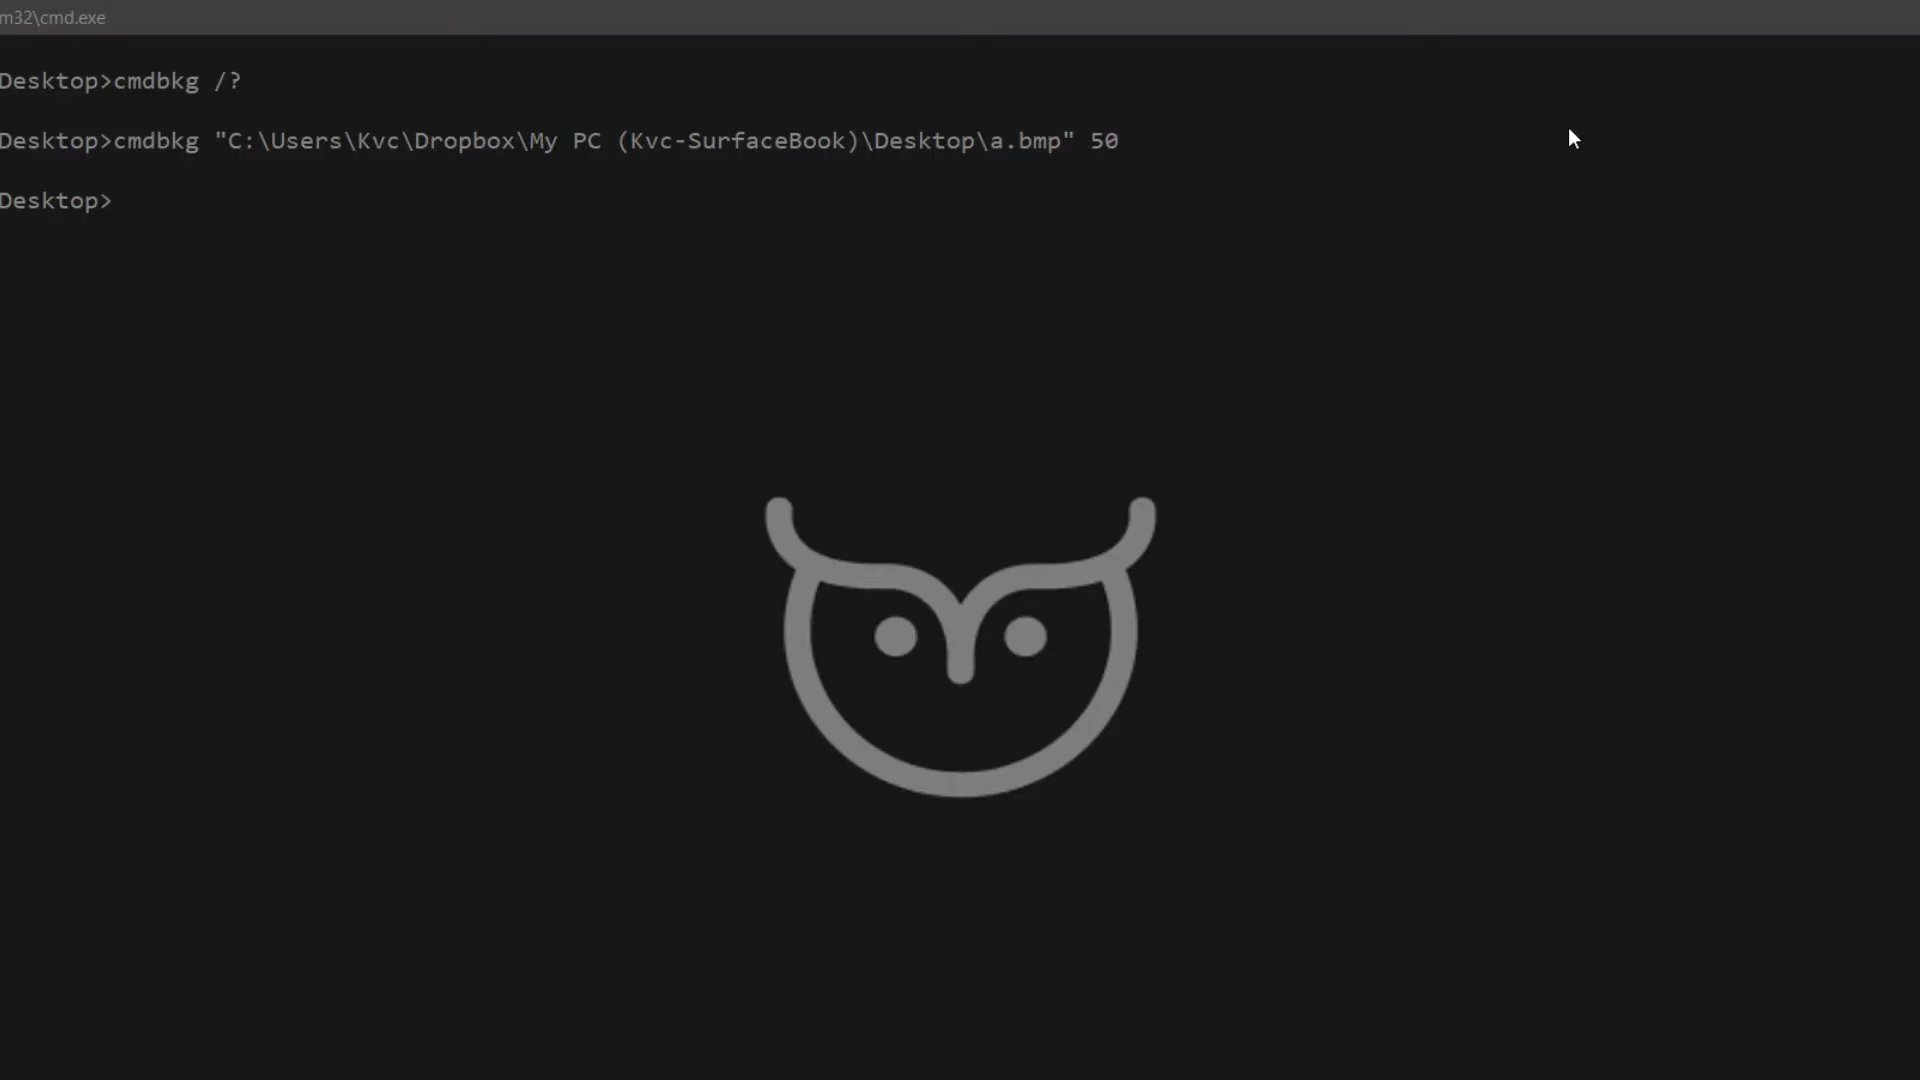 m32\cmd.exe
Desktop>cmdbkg /?
Desktop>cmdbkg "C:\Users\Kvc\Dropbox\My PC (Kvc-SurfaceBook)\Desktop\a.bmp" 50
Desktop>